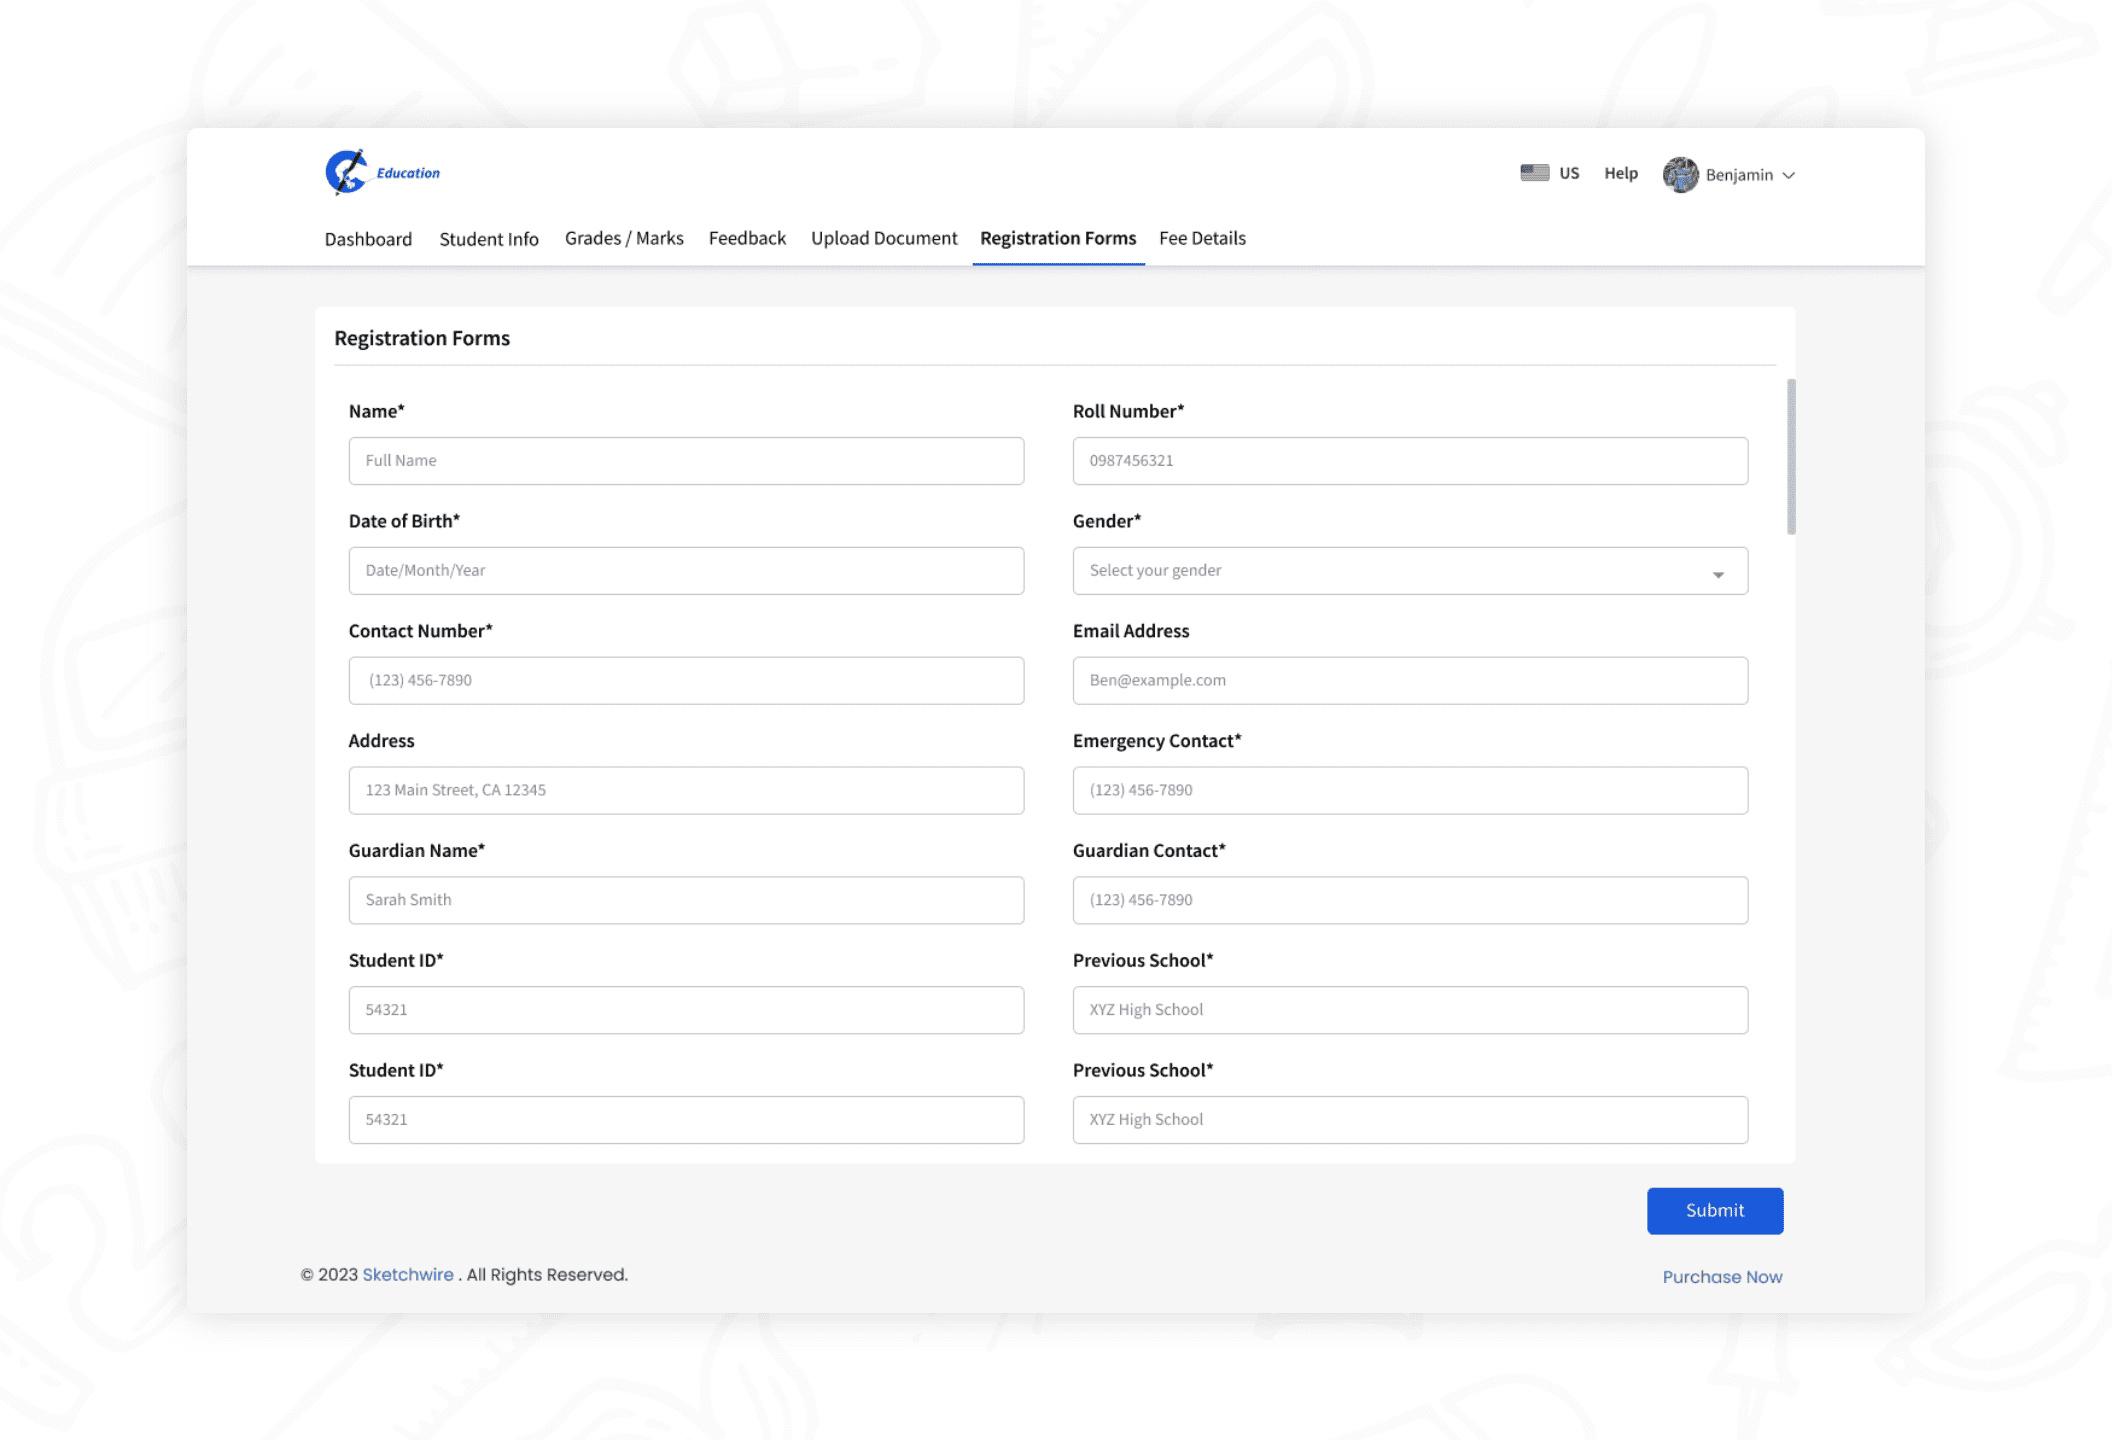 Education
US Help Benjamin
Dashboard Student Info Grades / Marks Feedback Upload Document Registration Forms Fee Details
Registration Forms
Name* Roll Number*
Full Name 0987456321
Date of Birth* Gender*
Date/Month/Year Select your gender
Contact Number* Email Address
(123) 456-7890 Ben@example.com
Address Emergency Contact*
123 Main Street, CA 12345 (123) 456-7890
Guardian Name* Guardian Contact*
Sarah Smith (123) 456-7890
Student ID* Previous School*
54321 XYZ High School
Student ID* Previous School*
54321 XYZ High School
Submit
© 2023 Sketchwire . All Rights Reserved. Purchase Now